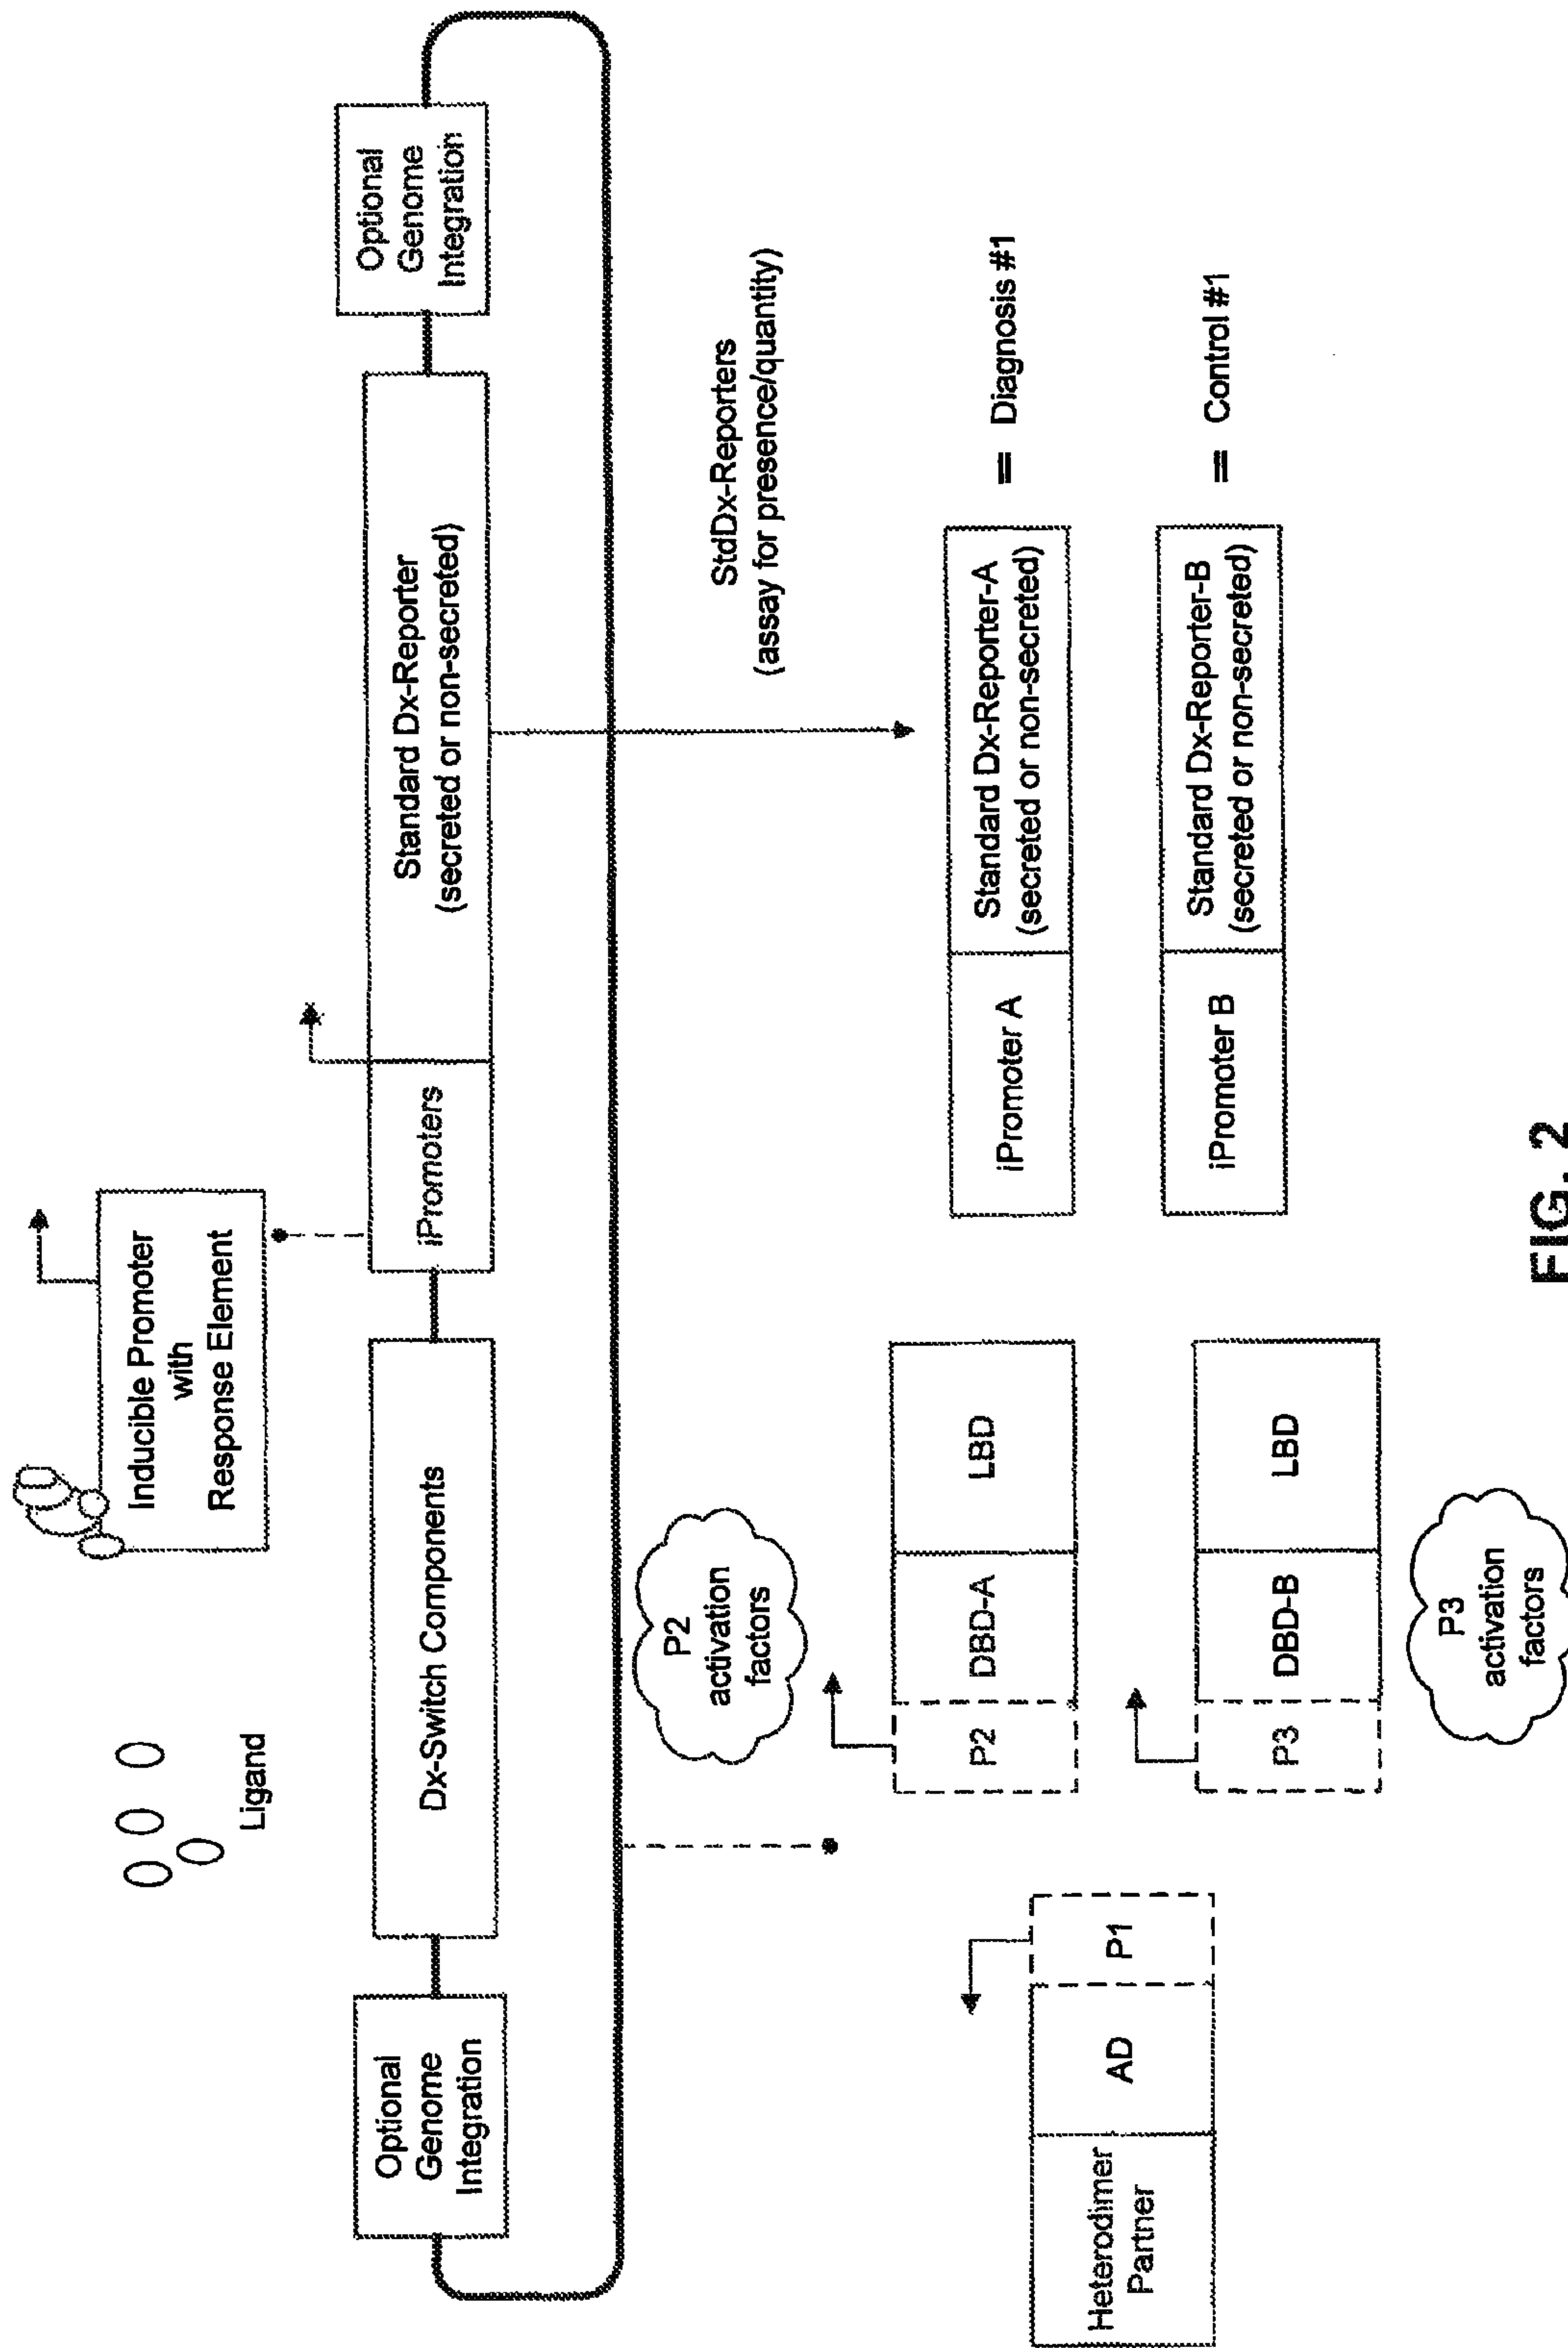 Ligand
Inducible Promoter
with
Response Element
Optional
Genome
Integration
Dx-Switch Components
iPromoters
Standard Dx-Reporter
(secreted or non-secreted)
Optional
Genome
Integration
StdDx-Reporters
(assay for presence/quantity)
P2
activation
factors
Heterodimer
Partner
AD
P1
P2
DBD-A
LBD
iPromoter A
Standard Dx-Reporter-A
(secreted or non-secreted)
= Diagnosis #1
P3
DBD-B
LBD
iPromoter B
Standard Dx-Reporter-B
(secreted or non-secreted)
= Control #1
P3
activation
factors
FIG. 2